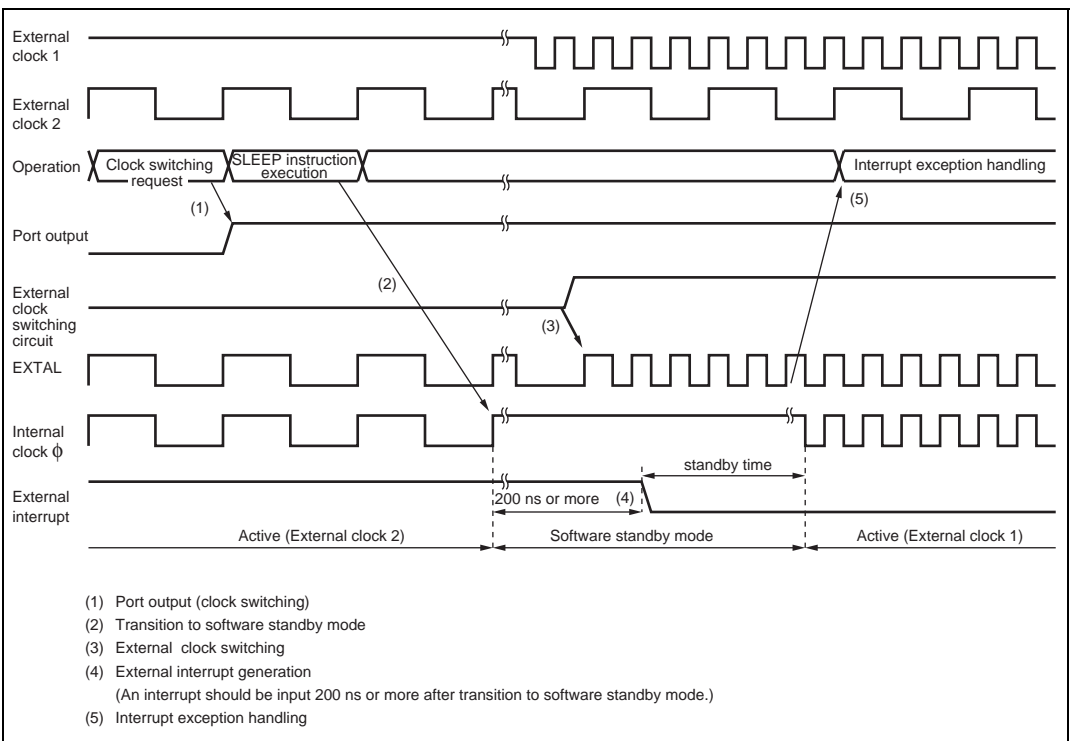 External
clock 1
External
clock 2
Operation
Clock switching
request
SLEEP instruction
execution
Interrupt exception handling
(1)
(5)
Port output
(2)
External
clock
switching
circuit
(3)
EXTAL
Internal
clock ϕ
standby time
External
interrupt
200 ns or more (4)
Active (External clock 2)
Software standby mode
Active (External clock 1)
(1) Port output (clock switching)
(2) Transition to software standby mode
(3) External clock switching
(4) External interrupt generation
(An interrupt should be input 200 ns or more after transition to software standby mode.)
(5) Interrupt exception handling